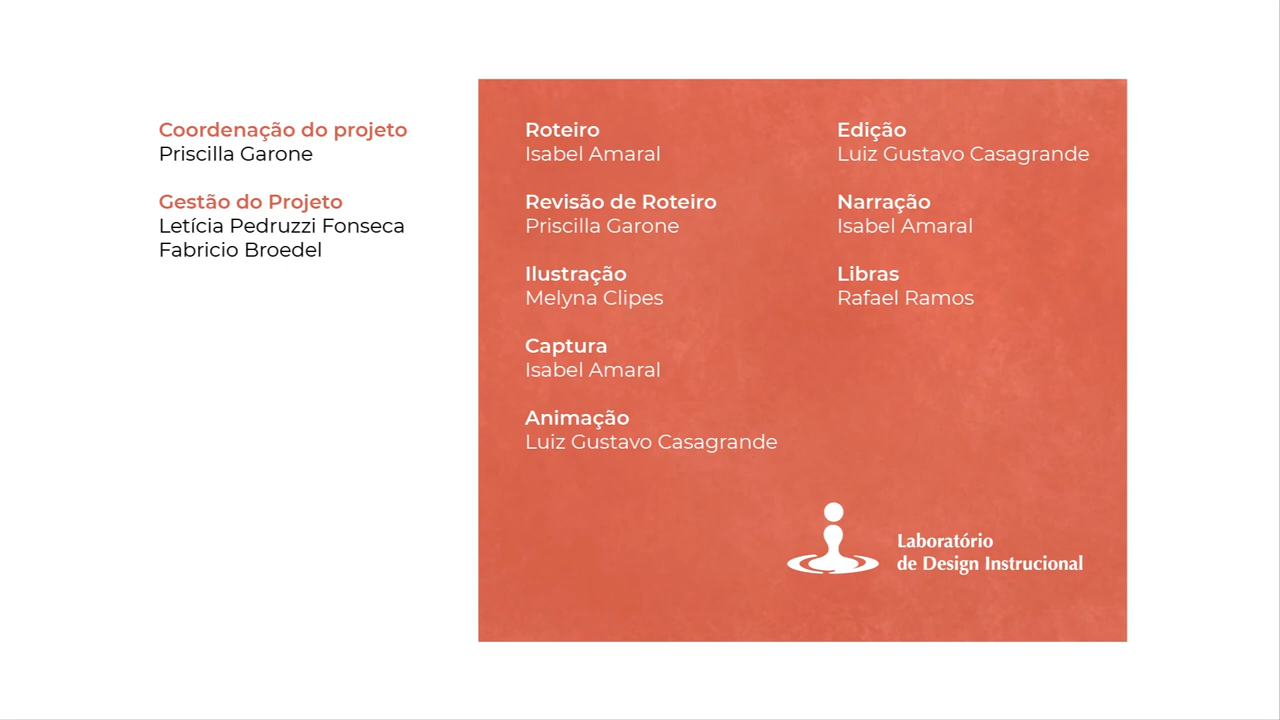 Coordenação do projeto
Priscilla Garone
Gestão do Projeto
Letícia Pedruzzi Fonseca
Fabricio Broedel
Roteiro
Isabel Amaral
Revisão de Roteiro
Priscilla Garone
Ilustração
Melyna Clipes
Captura
Isabel Amaral
Animação
Luiz Gustavo Casagrande
Edição
Luiz Gustavo Casagrande
Narração
Isabel Amaral
Libras
Rafael Ramos
Laboratório
de Design Instrucional